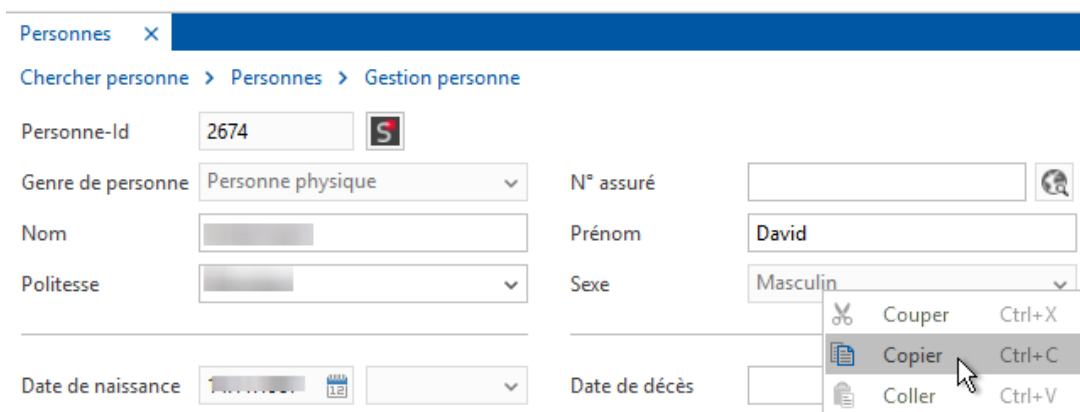 Personnes
Chercher personne > Personnes > Gestion personne
Personne-Id 2674 S
Genre de personne Personne physique N° assuré
Nom Prénom David
Politesse Sexe Masculin
Couper Ctrl+X
Copier Ctrl+C
Date de naissance 12 Date de décès
Coller Ctrl+V